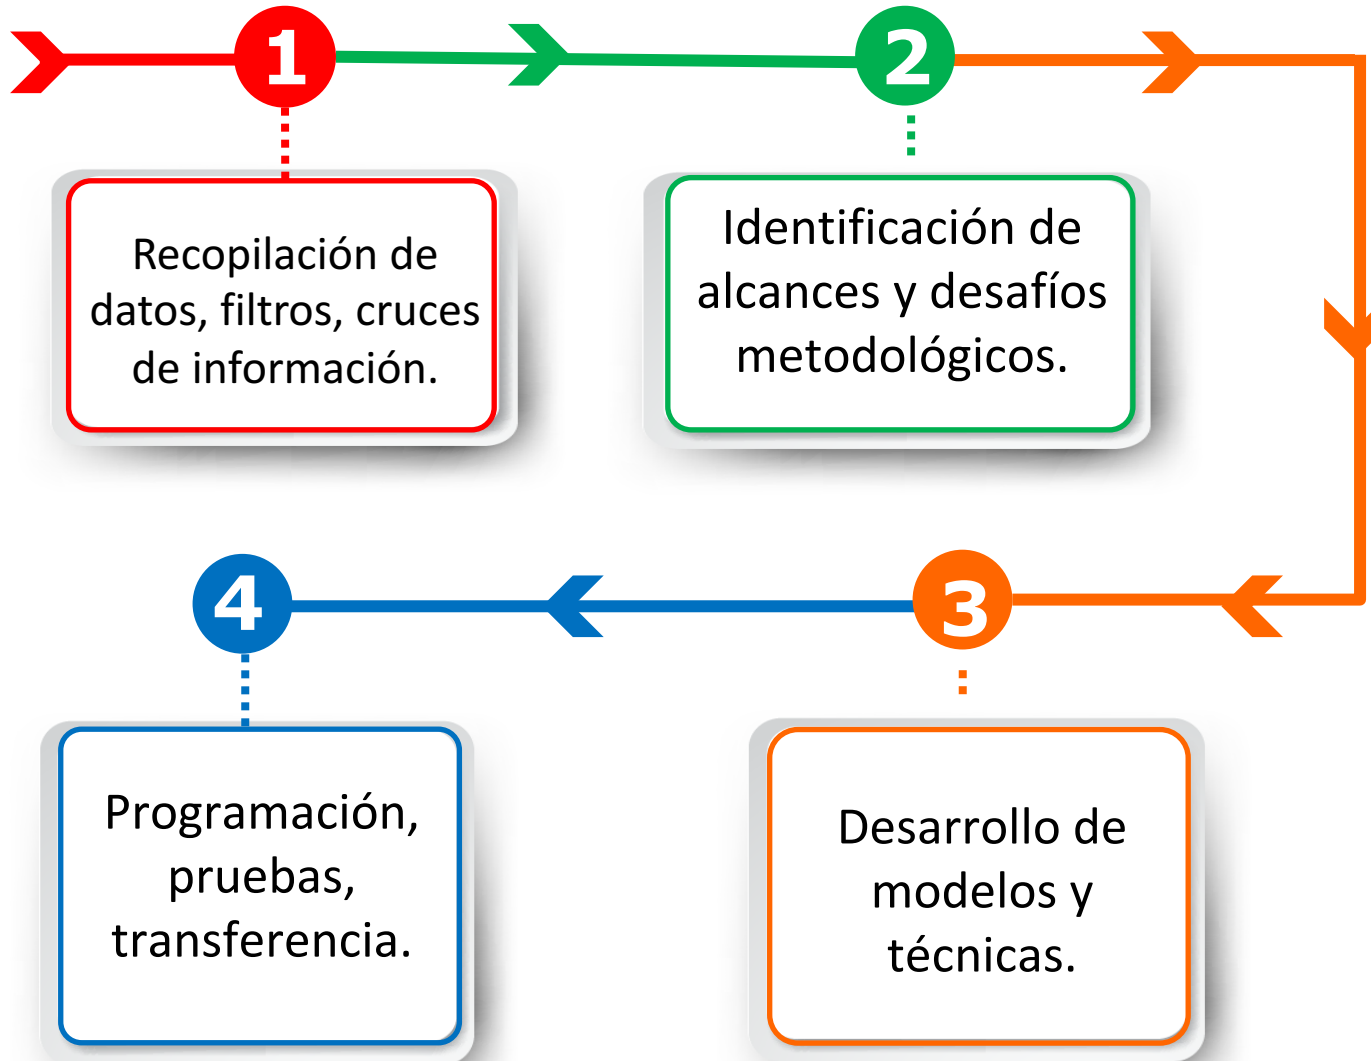 1
2
Recopilación de
datos, filtros, cruces
de información.
Identificación de
alcances y desafíos
metodológicos.
3
Desarrollo de
modelos y
técnicas.
4
Programación,
pruebas,
transferencia.